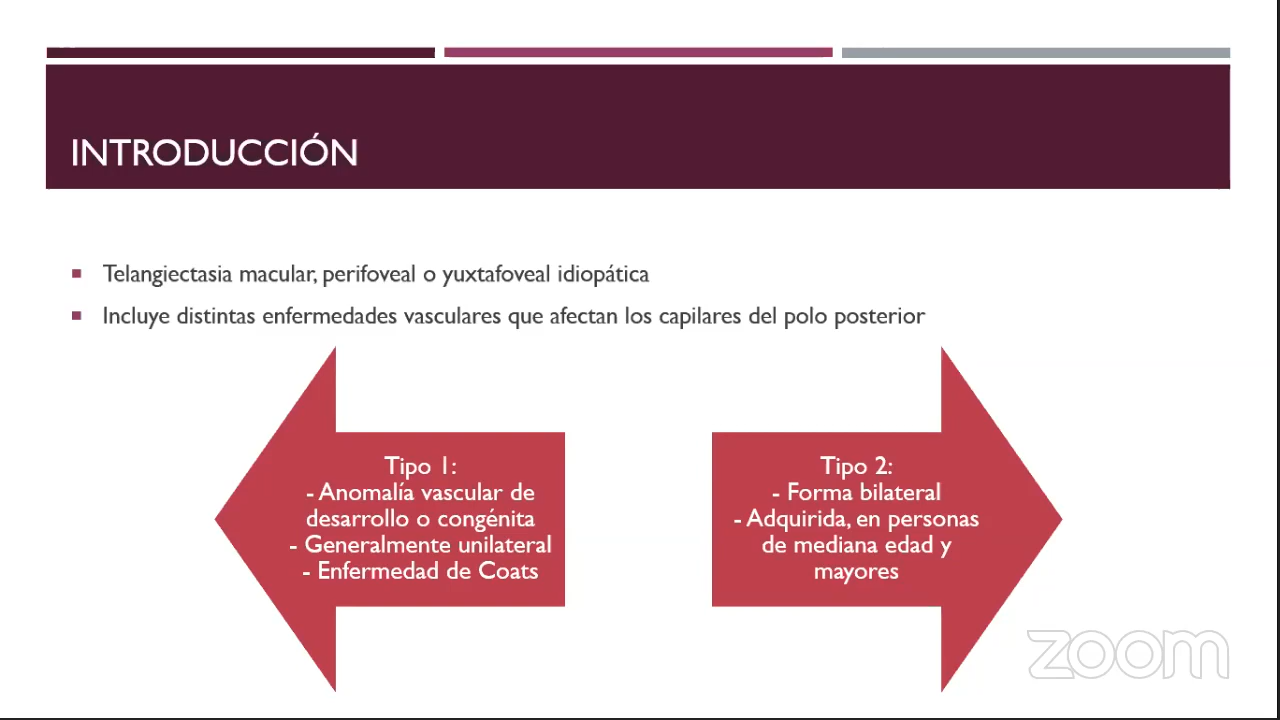 INTRODUCCIÓN
▪ Telangiectasia macular, perifoveal o yuxtafoveal idiopática
▪ Incluye distintas enfermedades vasculares que afectan los capilares del polo posterior
Tipo 1:
- Anomalía vascular de
desarrollo o congénita
- Generalmente unilateral
- Enfermedad de Coats
Tipo 2:
- Forma bilateral
- Adquirida, en personas
de mediana edad y
mayores
zoom